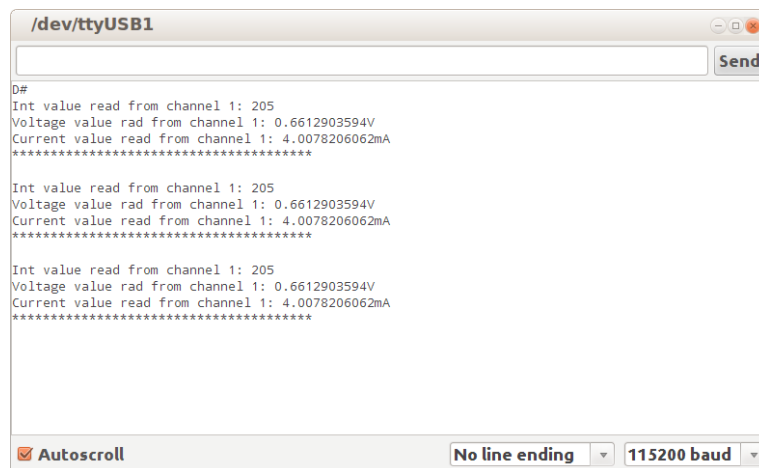 /dev/ttyUSB1
Send
D#
Int value read from channel 1: 205
Voltage value rad from channel 1: 0.6612903594V
Current value read from channel 1: 4.0078206062mA
***************************************
Int value read from channel 1: 205
Voltage value rad from channel 1: 0.6612903594V
Current value read from channel 1: 4.0078206062mA
***************************************
Int value read from channel 1: 205
Voltage value rad from channel 1: 0.6612903594V
Current value read from channel 1: 4.0078206062mA
***************************************
Autoscroll
No line ending
115200 baud